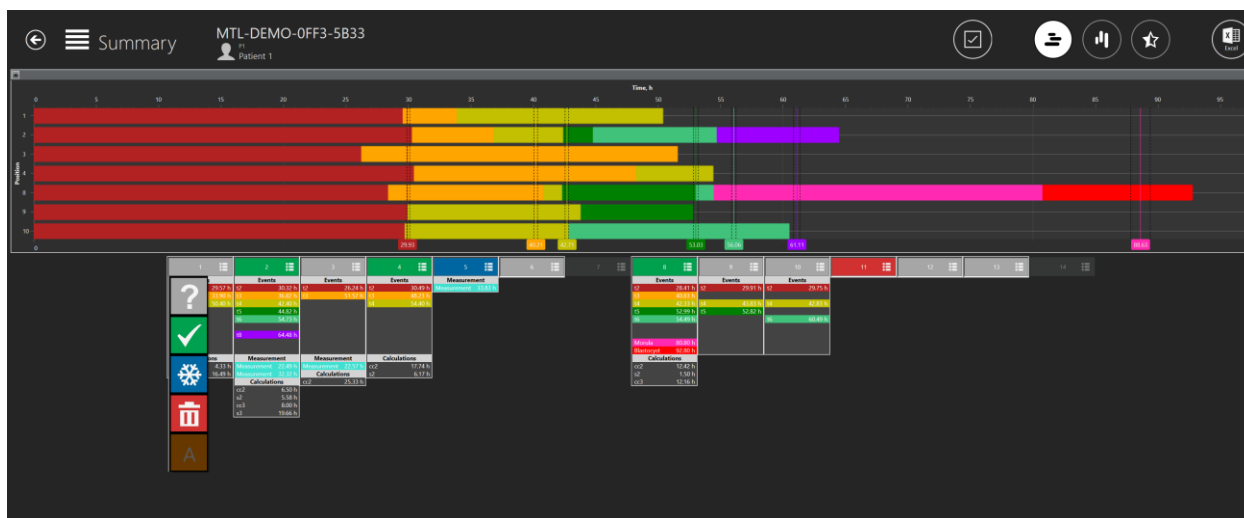 Summary
MTL-DEMO-0FF3-5B33
P1
Patient 1
Excel
Time, h
0 5 10 15 20 25 30 35 40 45 50 55 60 65 70 75 80 85 90 95
Position
1
2
3
4
8
9
10
0
29.93 42.71 53.03 56.06 61.11 88.63
1 2 3 4 5 6 7 8 9 10 11 12 13 14
?
A
29.57 h
33.90 h
50.40 h
4.33 h
16.49 h
Events
t2 30.32 h
t3 36.82 h
t4 42.40 h
t5 44.82 h
t6 54.73 h
t8 64.48 h
Measurement
Measurement 22.49 h
Measurement 32.32 h
Calculations
cc2 6.50 h
s2 5.58 h
cc3 8.00 h
s3 19.66 h
Events
t2 26.24 h
t3 51.57 h
Measurement
Measurement 22.57 h
Calculations
cc2 25.33 h
Events
t2 30.49 h
t3 48.23 h
t4 54.40 h
Calculations
cc2 17.74 h
s2 6.17 h
Measurement
Measurement 33.83 h
Events
t2 28.41 h
t3 40.83 h
t4 42.33 h
t5 52.99 h
t6 54.49 h
Morula 80.80 h
Blastocyst 92.80 h
Calculations
cc2 12.42 h
s2 1.50 h
cc3 12.16 h
Events
t2 29.91 h
t4 43.83 h
t5 52.82 h
Events
t2 29.75 h
t4 42.83 h
t6 60.49 h